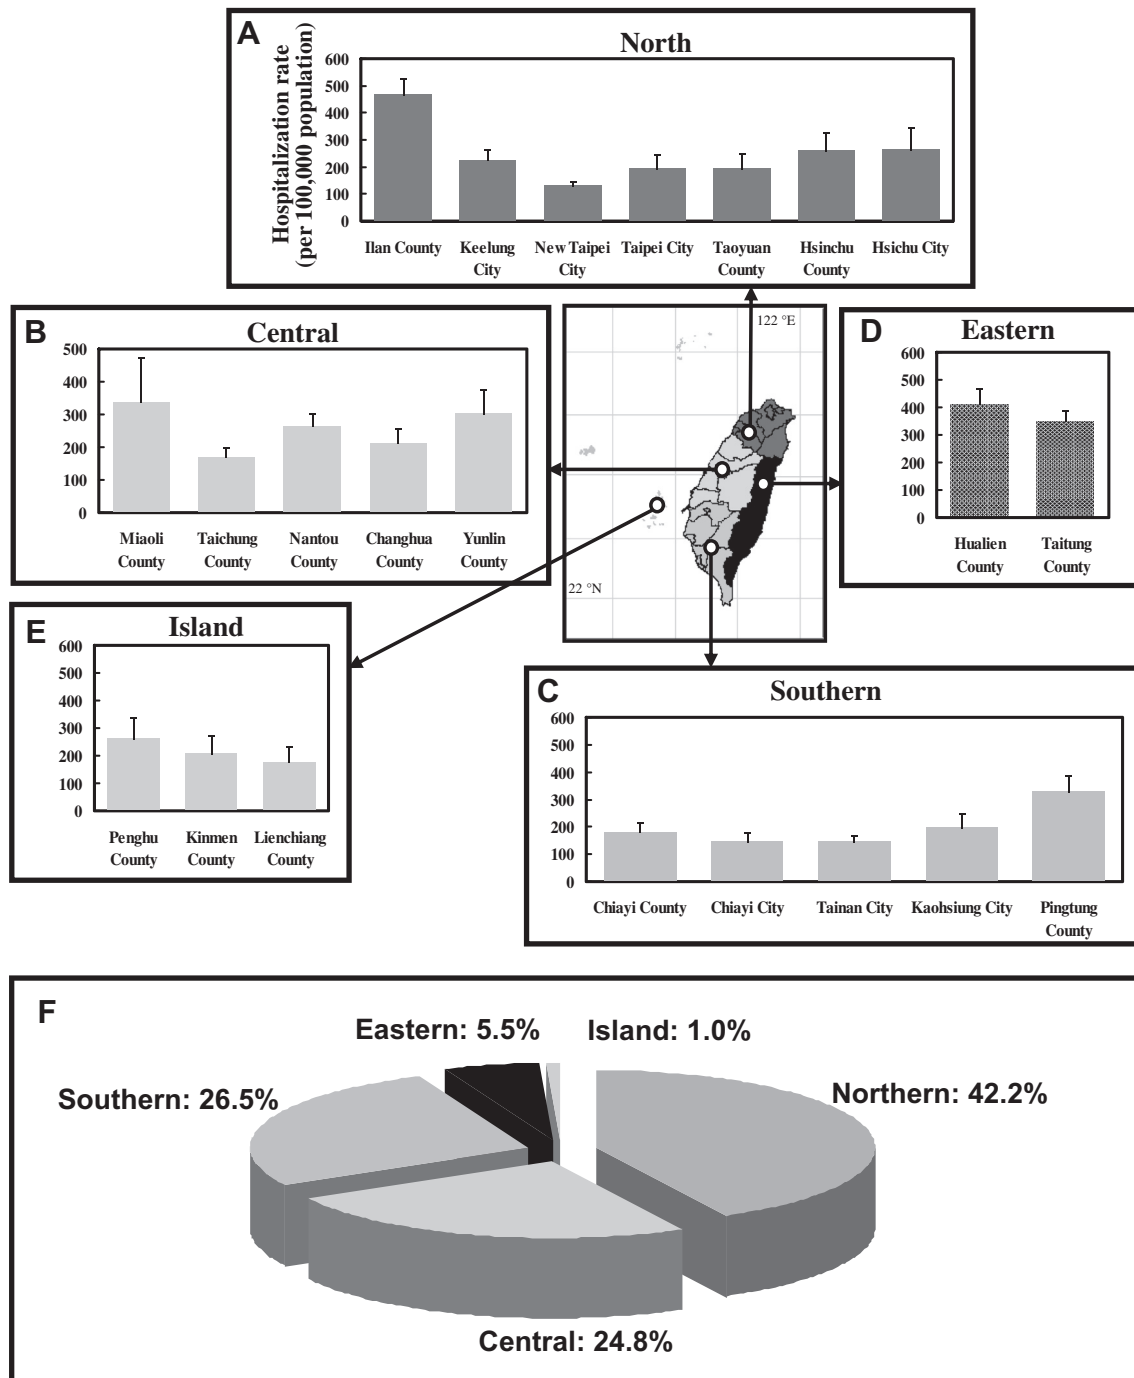 A
North
Hospitalization rate
(per 100,000 population)
600
500
400
300
200
100
0
Ilan County Keelung New Taipei Taipei City Taoyuan Hsinchu Hsichu City
City City County County
B
Central
500
400
300
200
100
0
Miaoli Taichung Nantou Changhua Yunlin
County County County County County
122 °E
22 °N
D
Eastern
600
500
400
300
200
100
0
Hualien Taitung
County County
E
Island
600
500
400
300
200
100
0
Penghu Kinmen Lienchiang
County County County
C
Southern
600
500
400
300
200
100
0
Chiayi County Chiayi City Tainan City Kaohsiung City Pingtung
County
F
Eastern: 5.5% Island: 1.0%
Southern: 26.5% Northern: 42.2%
Central: 24.8%